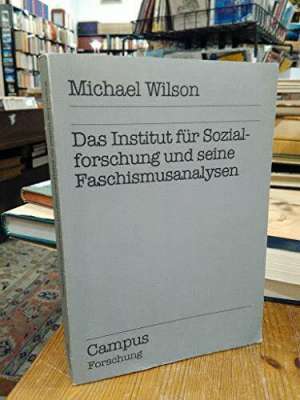 Michael Wilson
Das Institut für Sozial-
forschung und seine
Faschismusanalysen
Campus
Forschung